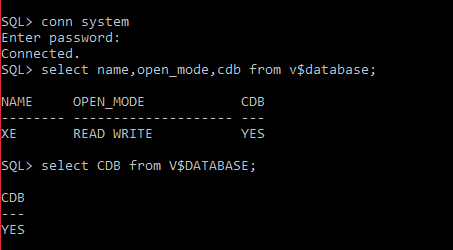 SQL> conn system
Enter password:
Connected.
SQL> select name,open_mode,cdb from v$database;
NAME     OPEN_MODE            CDB
-------- -------------------- ---
XE       READ WRITE           YES
SQL> select CDB from V$DATABASE;
CDB
---
YES